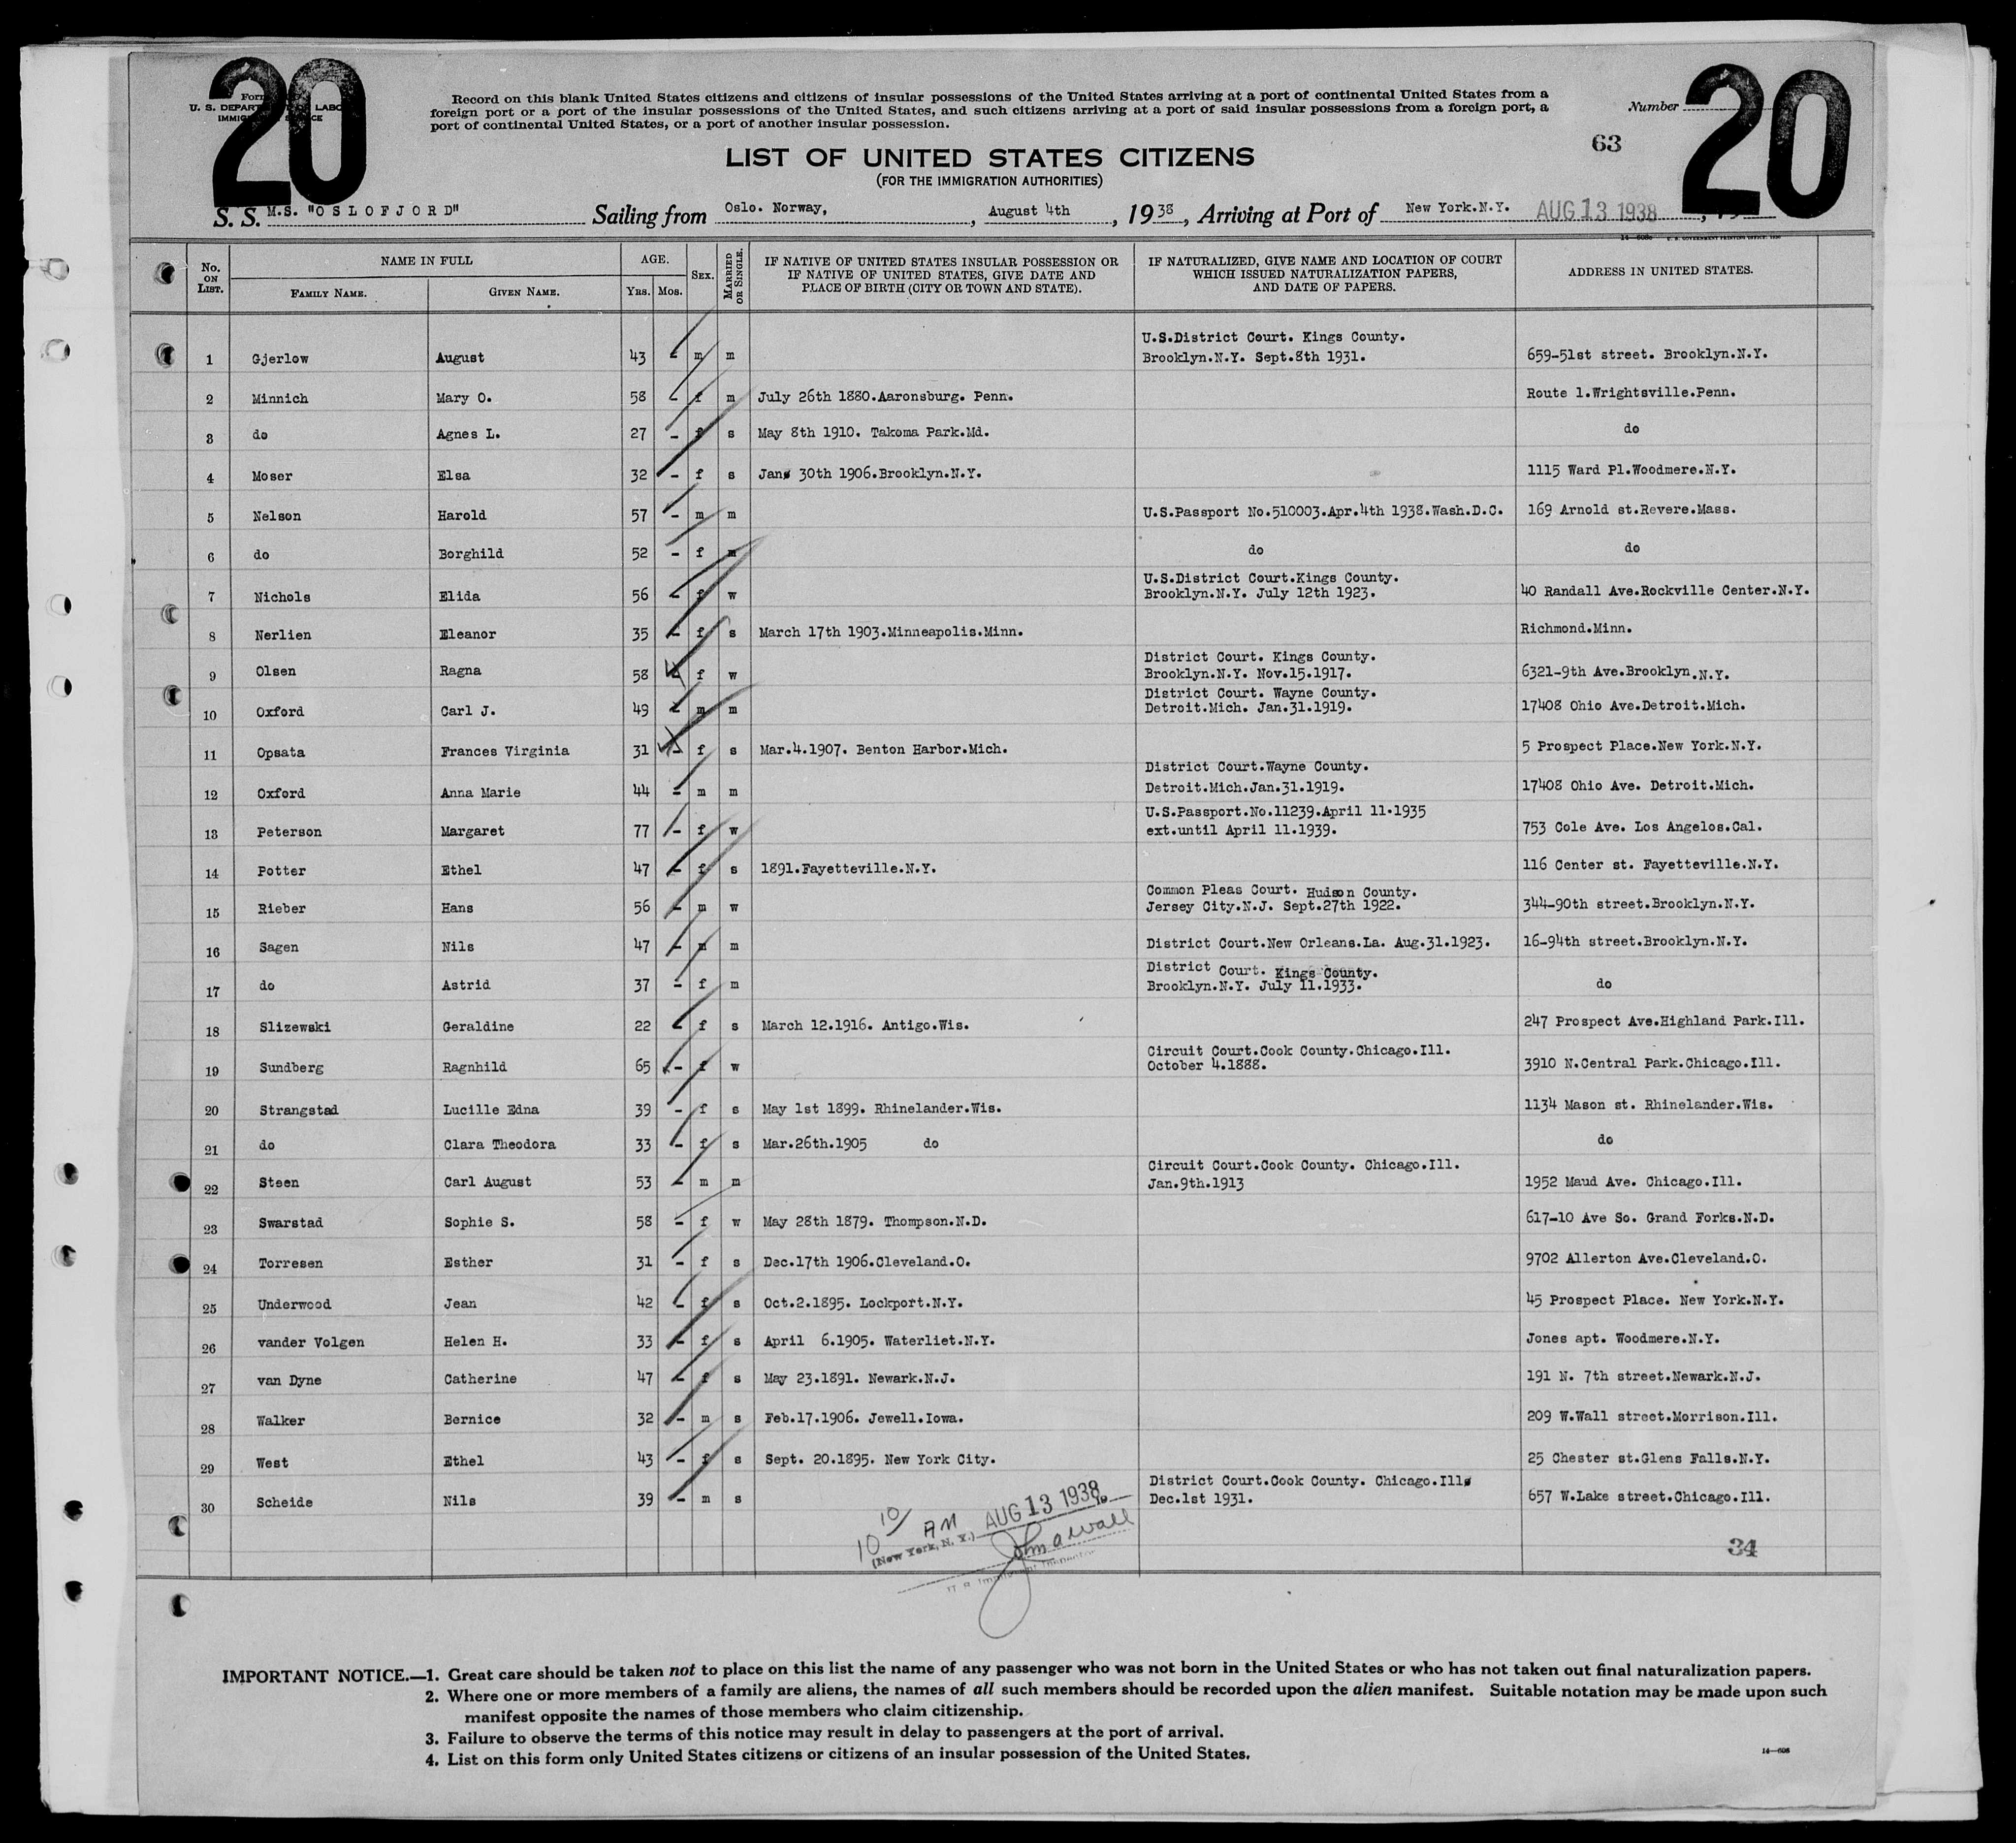 20
20
Form
U. S. DEPARTMENT OF LABOR
IMMIGRATION SERVICE
Record on this blank United States citizens and citizens of insular possessions of the United States arriving at a port of continental United States from a
foreign port or a port of the insular possessions of the United States, and such citizens arriving at a port of said insular possessions from a foreign port, a
port of continental United States, or a port of another insular possession.
Number
63
LIST OF UNITED STATES CITIZENS
(FOR THE IMMIGRATION AUTHORITIES)
S. S. M.S. "OSLOFJORD" Sailing from Oslo. Norway, , August 4th , 1938, Arriving at Port of New York.N.Y. AUG 13 1938 , 19
No. ON LIST. NAME IN FULL AGE. SEX. MARRIED OR SINGLE. IF NATIVE OF UNITED STATES INSULAR POSSESSION OR IF NATIVE OF UNITED STATES, GIVE DATE AND PLACE OF BIRTH (CITY OR TOWN AND STATE). IF NATURALIZED, GIVE NAME AND LOCATION OF COURT WHICH ISSUED NATURALIZATION PAPERS, AND DATE OF PAPERS. ADDRESS IN UNITED STATES.
FAMILY NAME. GIVEN NAME. YRS. MOS.
1 Gjerlow August 43 - m m U.S.District Court. Kings County. Brooklyn.N.Y. Sept.8th 1931. 659-51st street. Brooklyn.N.Y.
2 Minnich Mary O. 58 - f m July 26th 1880.Aaronsburg. Penn. Route 1.Wrightsville.Penn.
3 do Agnes L. 27 - f s May 8th 1910. Takoma Park.Md. do
4 Moser Elsa 32 - f s Jan. 30th 1906.Brooklyn.N.Y. 1115 Ward Pl.Woodmere.N.Y.
5 Nelson Harold 57 - m m U.S.Passport No.510003.Apr.4th 1938.Wash.D.C. 169 Arnold st.Revere.Mass.
6 do Borghild 52 - f m do do
7 Nichols Elida 56 - f w U.S.District Court.Kings County. Brooklyn.N.Y. July 12th 1923. 40 Randall Ave.Rockville Center.N.Y.
8 Nerlien Eleanor 35 - f s March 17th 1903.Minneapolis.Minn. Richmond.Minn.
9 Olsen Ragna 58 - f w District Court. Kings County. Brooklyn.N.Y. Nov.15.1917. 6321-9th Ave.Brooklyn.N.Y.
10 Oxford Carl J. 49 - m m District Court. Wayne County. Detroit.Mich. Jan.31.1919. 17408 Ohio Ave.Detroit.Mich.
11 Opsata Frances Virginia 31 - f s Mar.4.1907. Benton Harbor.Mich. 5 Prospect Place.New York.N.Y.
12 Oxford Anna Marie 44 - m m District Court.Wayne County. Detroit.Mich.Jan.31.1919. 17408 Ohio Ave. Detroit.Mich.
13 Peterson Margaret 77 - f w U.S.Passport.No.11239.April 11.1935 ext.until April 11.1939. 753 Cole Ave. Los Angelos.Cal.
14 Potter Ethel 47 - f s 1891.Fayetteville.N.Y. 116 Center st. Fayetteville.N.Y.
15 Rieber Hans 56 - m w Common Pleas Court. Hudson County. Jersey City.N.J. Sept.27th 1922. 344-90th street.Brooklyn.N.Y.
16 Sagen Nils 47 - m m District Court.New Orleans.La. Aug.31.1923. 16-94th street.Brooklyn.N.Y.
17 do Astrid 37 - f m District Court. Kings County. Brooklyn.N.Y. July 11.1933. do
18 Slizewski Geraldine 22 - f s March 12.1916. Antigo.Wis. 247 Prospect Ave.Highland Park.Ill.
19 Sundberg Ragnhild 65 - f w Circuit Court.Cook County.Chicago.Ill. October 4.1888. 3910 N.Central Park.Chicago.Ill.
20 Strangstad Lucille Edna 39 - f s May 1st 1899. Rhinelander.Wis. 1134 Mason st. Rhinelander.Wis.
21 do Clara Theodora 33 - f s Mar.26th.1905 do do
22 Steen Carl August 53 - m m Circuit Court.Cook County. Chicago.Ill. Jan.9th.1913 1952 Maud Ave. Chicago.Ill.
23 Swarstad Sophie S. 58 - f w May 28th 1879. Thompson.N.D. 617-10 Ave So. Grand Forks.N.D.
24 Torresen Esther 31 - f s Dec.17th 1906.Cleveland.O. 9702 Allerton Ave.Cleveland.O.
25 Underwood Jean 42 - f s Oct.2.1895. Lockport.N.Y. 45 Prospect Place. New York.N.Y.
26 vander Volgen Helen H. 33 - f s April 6.1905. Waterliet.N.Y. Jones apt. Woodmere.N.Y.
27 van Dyne Catherine 47 - f s May 23.1891. Newark.N.J. 191 N. 7th street.Newark.N.J.
28 Walker Bernice 32 - m s Feb.17.1906. Jewell.Iowa. 209 W.Wall street.Morrison.Ill.
29 West Ethel 43 - f s Sept. 20.1895. New York City. 25 Chester st.Glens Falls.N.Y.
30 Scheide Nils 39 - m s District Court.Cook County. Chicago.Ill. Dec.1st 1931. 657 W.Lake street.Chicago.Ill.
10 10/ AM AUG 13 1938
(New York, N. Y.)
John A Wall
U. S. Immigrant Inspector
34
IMPORTANT NOTICE.—1. Great care should be taken not to place on this list the name of any passenger who was not born in the United States or who has not taken out final naturalization papers.
2. Where one or more members of a family are aliens, the names of all such members should be recorded upon the alien manifest. Suitable notation may be made upon such
manifest opposite the names of those members who claim citizenship.
3. Failure to observe the terms of this notice may result in delay to passengers at the port of arrival.
4. List on this form only United States citizens or citizens of an insular possession of the United States.
14—608